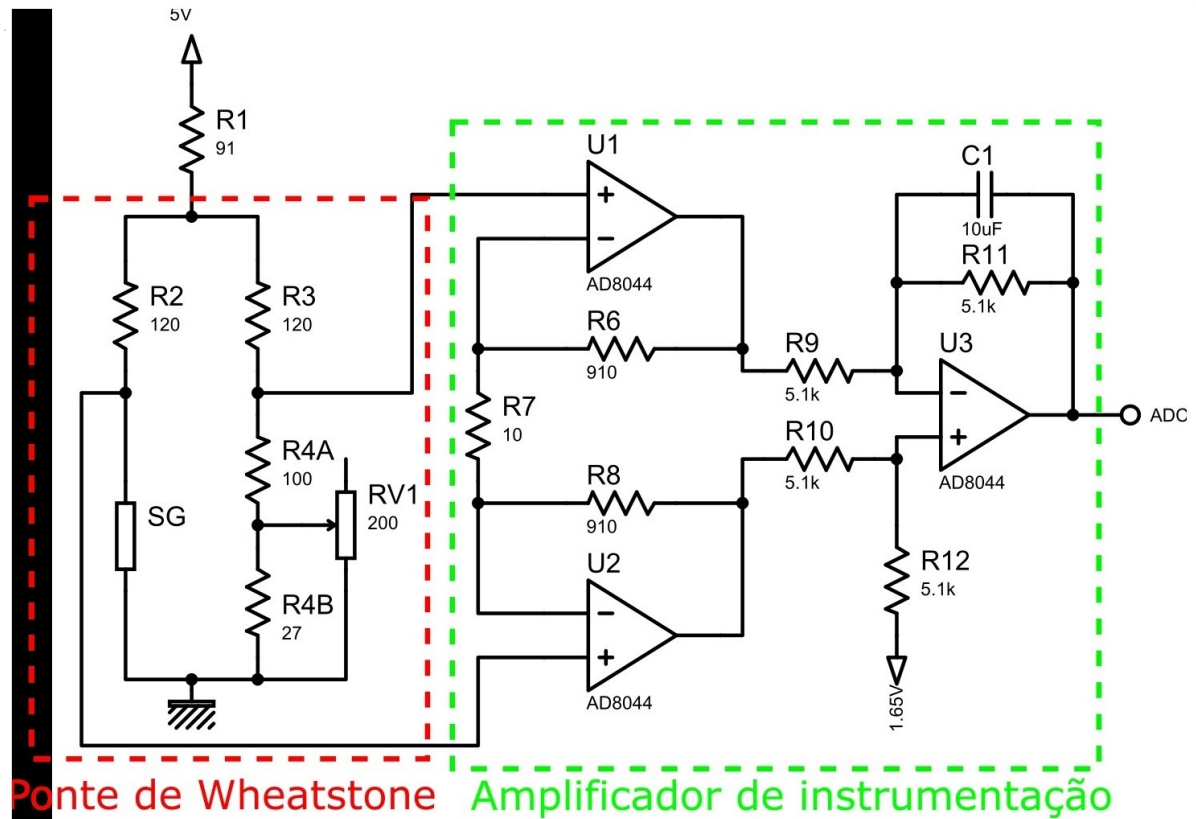 5V
R1
91
R2
120
R3
120
R4A
100
RV1
200
SG
R4B
27
U1
+
−
AD8044
R6
910
R7
10
R8
910
U2
−
+
AD8044
R9
5.1k
R10
5.1k
C1
10uF
R11
5.1k
U3
−
+
AD8044
ADC
R12
5.1k
1.65V
Ponte de Wheatstone
Amplificador de instrumentação